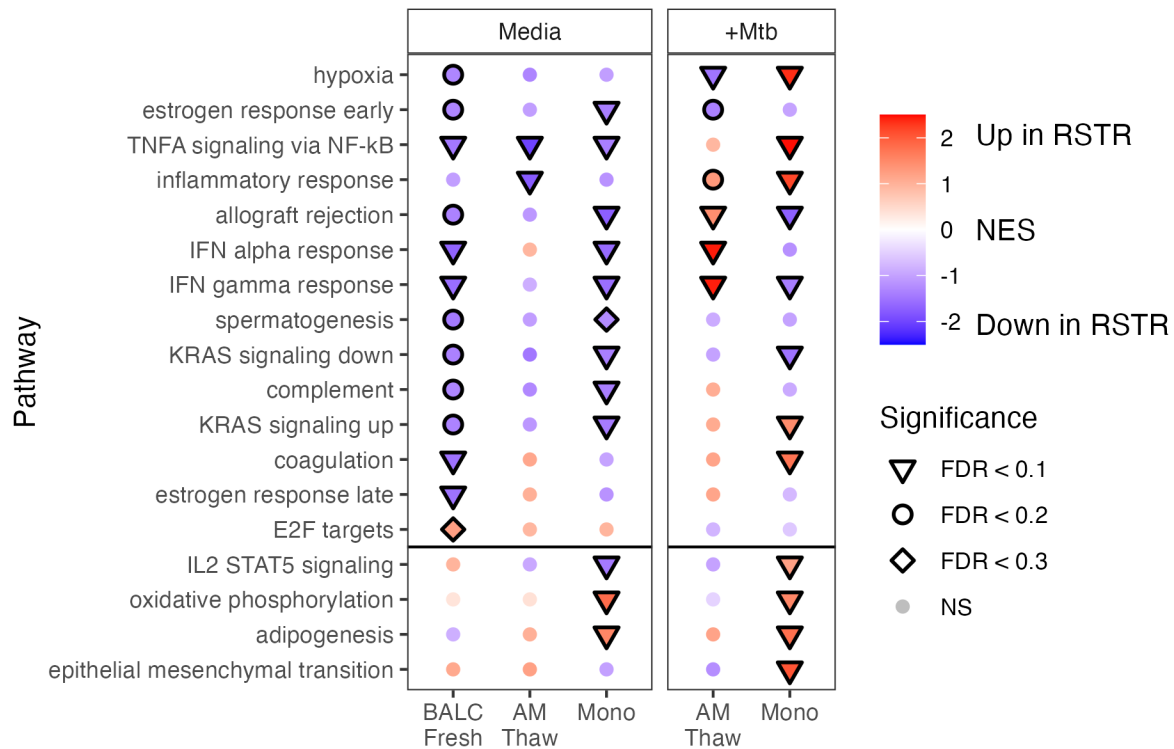 Media
+Mtb
Pathway
hypoxia
estrogen response early
TNFA signaling via NF-kB
inflammatory response
allograft rejection
IFN alpha response
IFN gamma response
spermatogenesis
KRAS signaling down
complement
KRAS signaling up
coagulation
estrogen response late
E2F targets
IL2 STAT5 signaling
oxidative phosphorylation
adipogenesis
epithelial mesenchymal transition
BALC
Fresh
AM
Thaw
Mono
AM
Thaw
Mono
2
1
0
-1
-2
Up in RSTR
NES
Down in RSTR
Significance
FDR < 0.1
FDR < 0.2
FDR < 0.3
NS